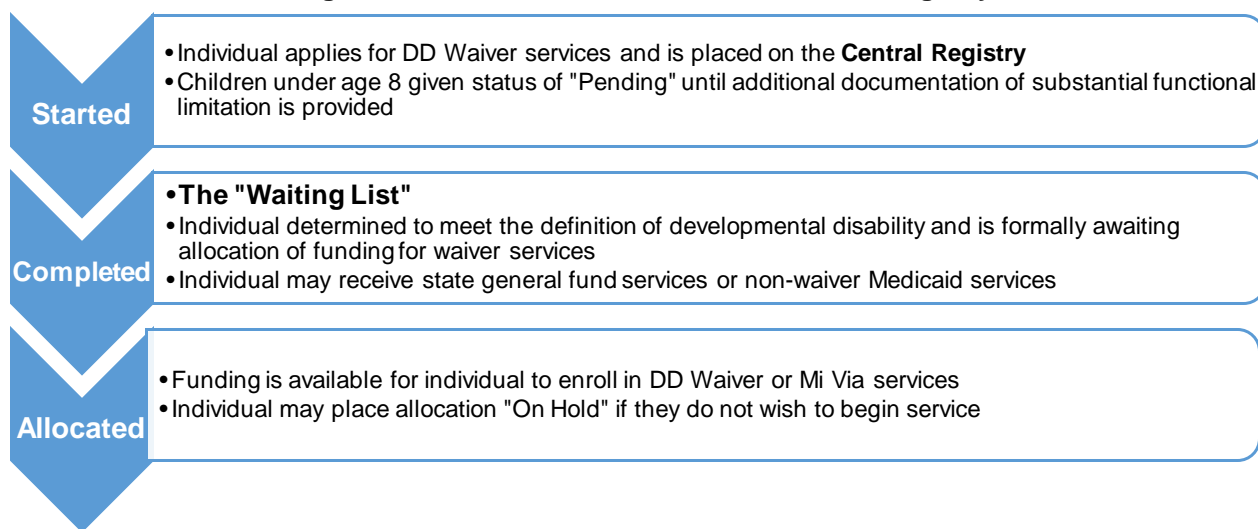 Started
•Individual applies for DD Waiver services and is placed on the Central Registry
•Children under age 8 given status of "Pending" until additional documentation of substantial functional
limitation is provided
Completed
•The "Waiting List"
•Individual determined to meet the definition of developmental disability and is formally awaiting
allocation of funding for waiver services
•Individual may receive state general fund services or non-waiver Medicaid services
Allocated
•Funding is available for individual to enroll in DD Waiver or Mi Via services
•Individual may place allocation "On Hold" if they do not wish to begin service